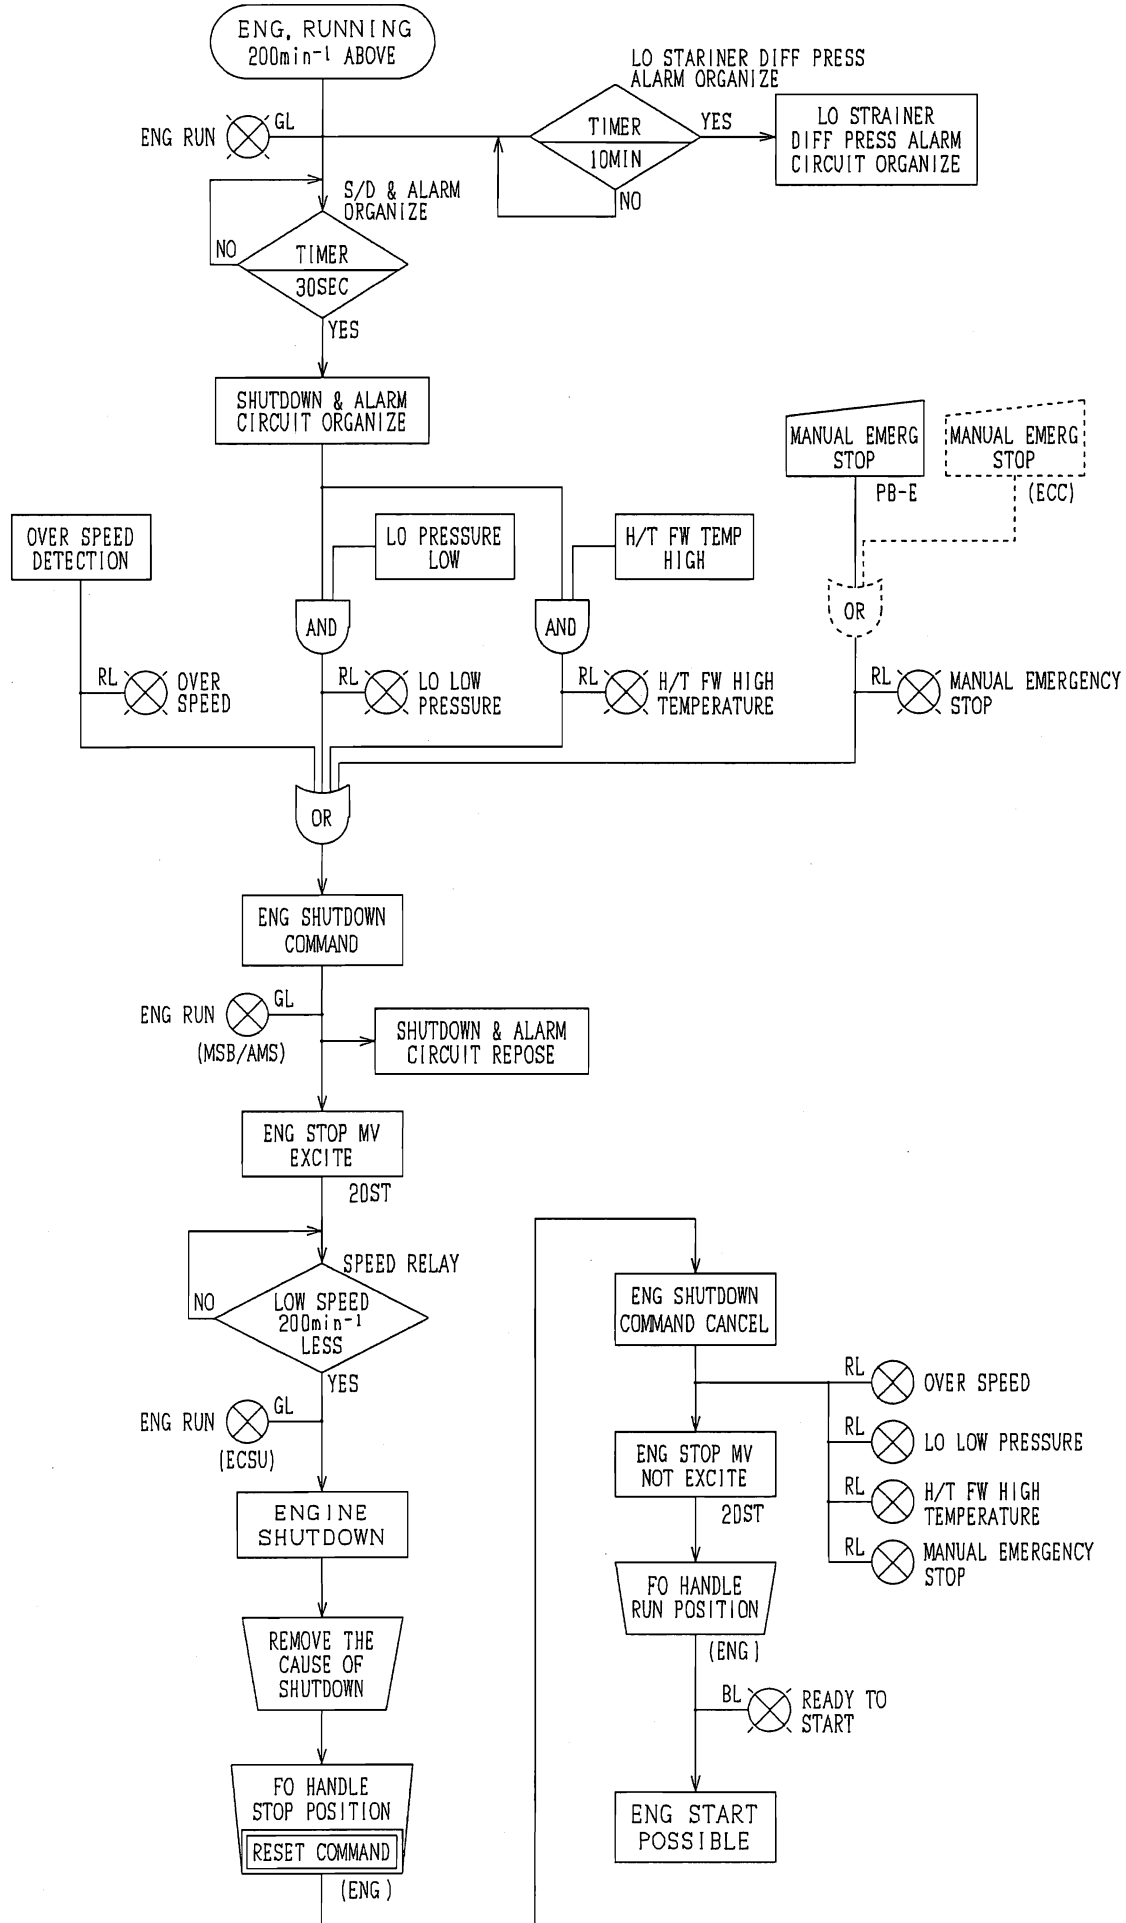 ENG. RUNNING
200min-1 ABOVE
LO STARINER DIFF PRESS
ALARM ORGANIZE
ENG RUN
GL
TIMER
10MIN
YES
NO
LO STRAINER
DIFF PRESS ALARM
CIRCUIT ORGANIZE
S/D & ALARM
ORGANIZE
NO
TIMER
30SEC
YES
SHUTDOWN & ALARM
CIRCUIT ORGANIZE
MANUAL EMERG
STOP
PB-E
MANUAL EMERG
STOP
(ECC)
OVER SPEED
DETECTION
LO PRESSURE
LOW
H/T FW TEMP
HIGH
AND
AND
OR
RL
OVER
SPEED
RL
LO LOW
PRESSURE
RL
H/T FW HIGH
TEMPERATURE
RL
MANUAL EMERGENCY
STOP
OR
ENG SHUTDOWN
COMMAND
ENG RUN
GL
(MSB/AMS)
SHUTDOWN & ALARM
CIRCUIT REPOSE
ENG STOP MV
EXCITE
20ST
SPEED RELAY
NO
LOW SPEED
200min-1
LESS
YES
ENG RUN
GL
(ECSU)
ENGINE
SHUTDOWN
REMOVE THE
CAUSE OF
SHUTDOWN
FO HANDLE
STOP POSITION
RESET COMMAND
(ENG)
ENG SHUTDOWN
COMMAND CANCEL
RL
OVER SPEED
RL
LO LOW PRESSURE
RL
H/T FW HIGH
TEMPERATURE
RL
MANUAL EMERGENCY
STOP
ENG STOP MV
NOT EXCITE
20ST
FO HANDLE
RUN POSITION
(ENG)
BL
READY TO
START
ENG START
POSSIBLE